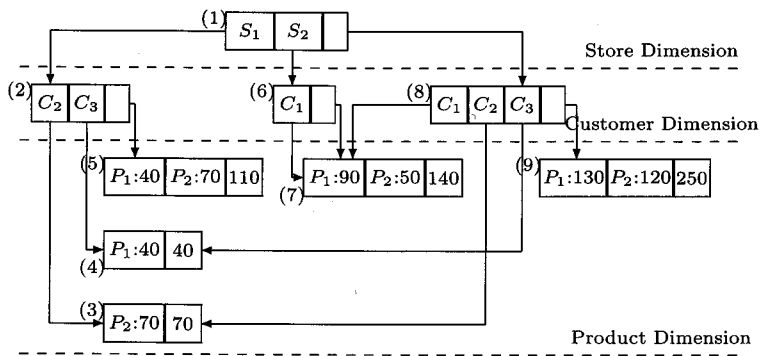 (1) S₁ S₂
Store Dimension
(2) C₂ C₃ (6) C₁ (8) C₁ C₂ C₃
Customer Dimension
(5) P₁:40 P₂:70 110 (7) P₁:90 P₂:50 140 (9) P₁:130 P₂:120 250
(4) P₁:40 40
(3) P₂:70 70
Product Dimension